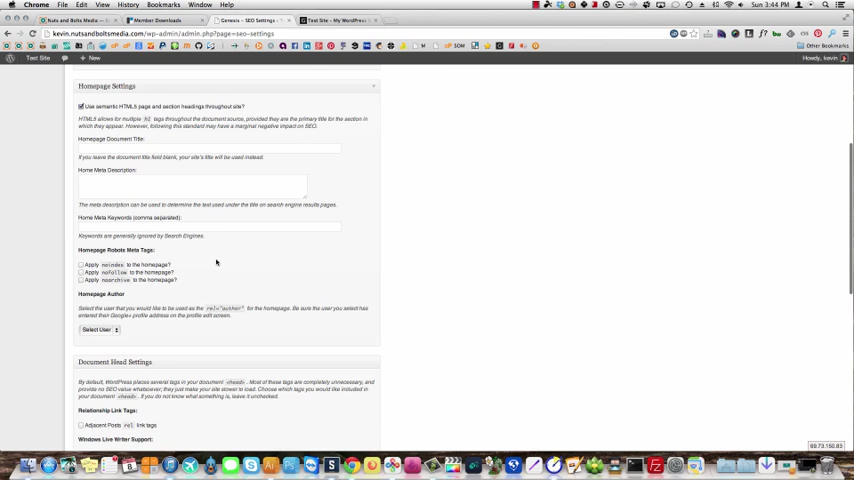 Chrome File Edit View History Bookmarks Window Help
Sun 3:44 PM
Nuts and Bolts Media — Member Downloads Genesis - SEO Settings Test Site - My WordPress
kevin.nutsandboltsmedia.com/wp-admin/admin.php?page=seo-settings
Other Bookmarks
Test Site + New Howdy, kevin
Homepage Settings
Use semantic HTML5 page and section headings throughout site?
HTML5 allows for multiple h1 tags throughout the document source, provided they are the primary title for the section in
which they appear. However, following this standard may have a marginal negative impact on SEO.
Homepage Document Title:
If you leave the document title field blank, your site's title will be used instead.
Home Meta Description:
The meta description can be used to determine the text used under the title on search engine results pages.
Home Meta Keywords (comma separated):
Keywords are generally ignored by Search Engines.
Homepage Robots Meta Tags:
Apply noindex to the homepage?
Apply nofollow to the homepage?
Apply noarchive to the homepage?
Homepage Author
Select the user that you would like to be used as the rel="author" for the homepage. Be sure the user you select has
entered their Google+ profile address on the profile edit screen.
Select User
Document Head Settings
By default, WordPress places several tags in your document <head>. Most of these tags are completely unnecessary, and
provide no SEO value whatsoever; they just make your site slower to load. Choose which tags you would like included in
your document <head>. If you do not know what something is, leave it unchecked.
Relationship Link Tags:
Adjacent Posts rel link tags
Windows Live Writer Support:
69.73.150.83